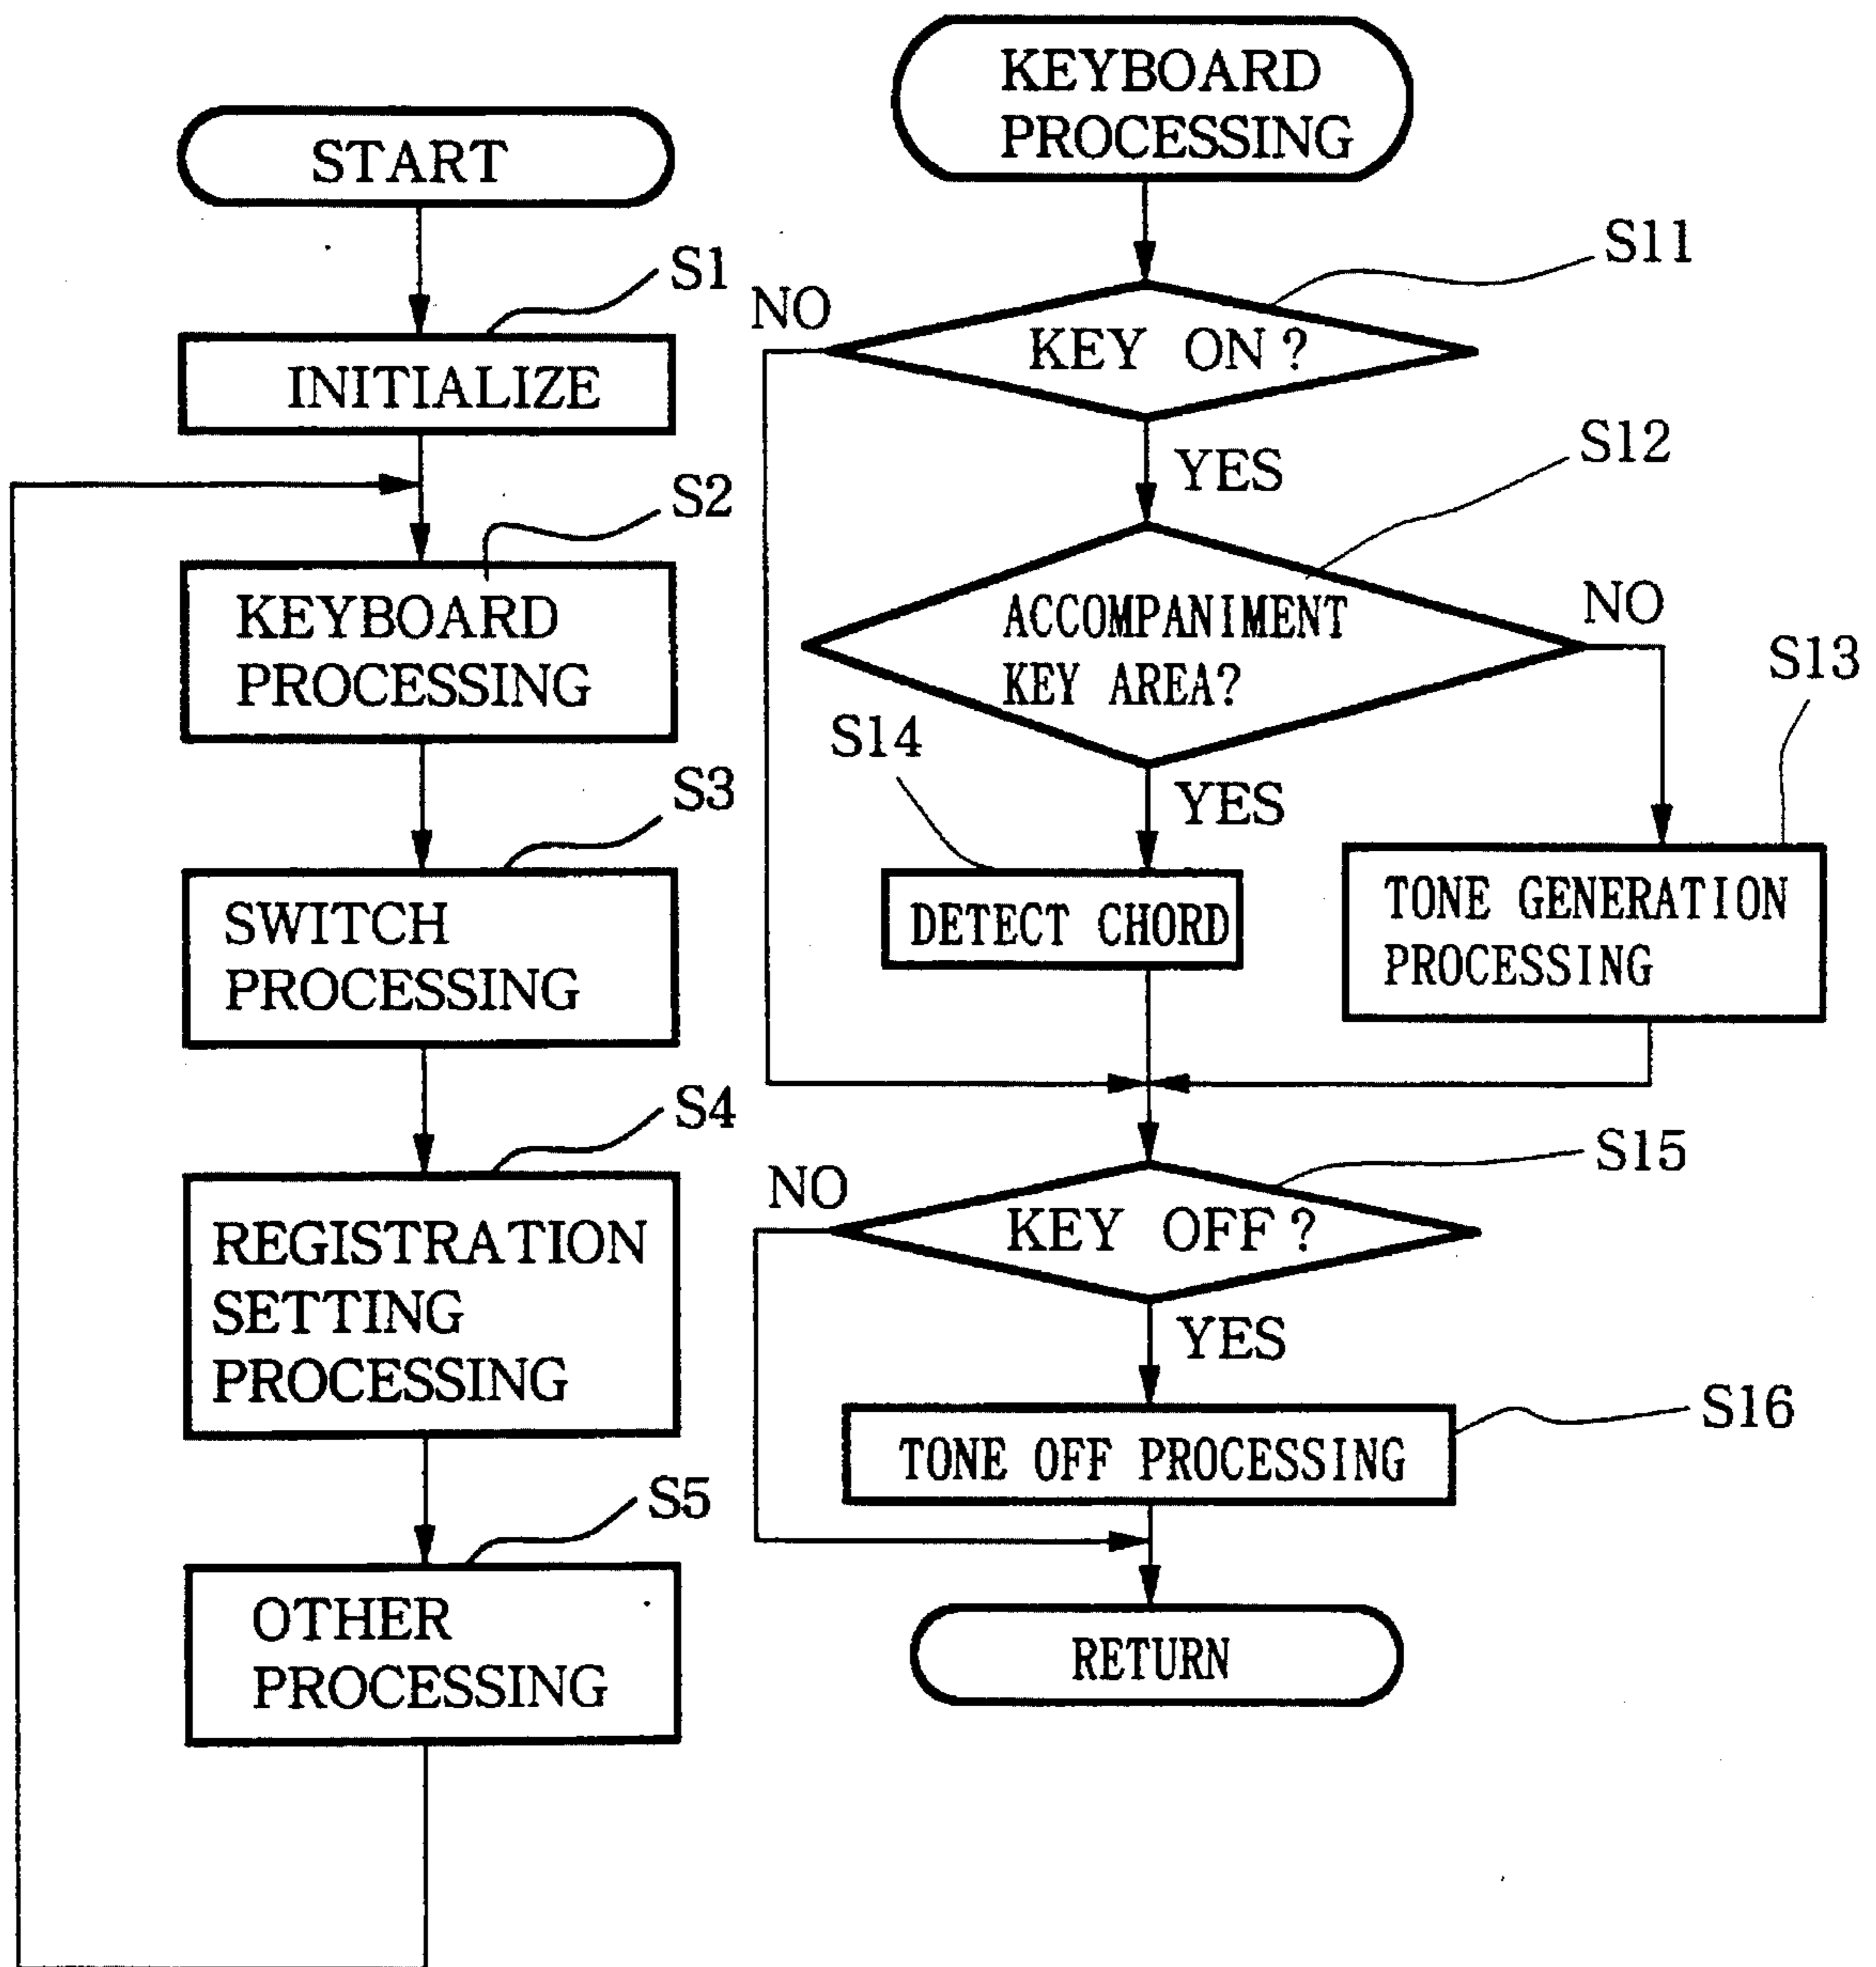 START
S1
INITIALIZE
S2
KEYBOARD
PROCESSING
S3
SWITCH
PROCESSING
S4
REGISTRATION
SETTING
PROCESSING
S5
OTHER
PROCESSING
KEYBOARD
PROCESSING
S11
NO
KEY ON?
YES
S12
ACCOMPANIMENT
KEY AREA?
NO
S13
S14
YES
DETECT CHORD
TONE GENERATION
PROCESSING
S15
NO
KEY OFF?
YES
S16
TONE OFF PROCESSING
RETURN